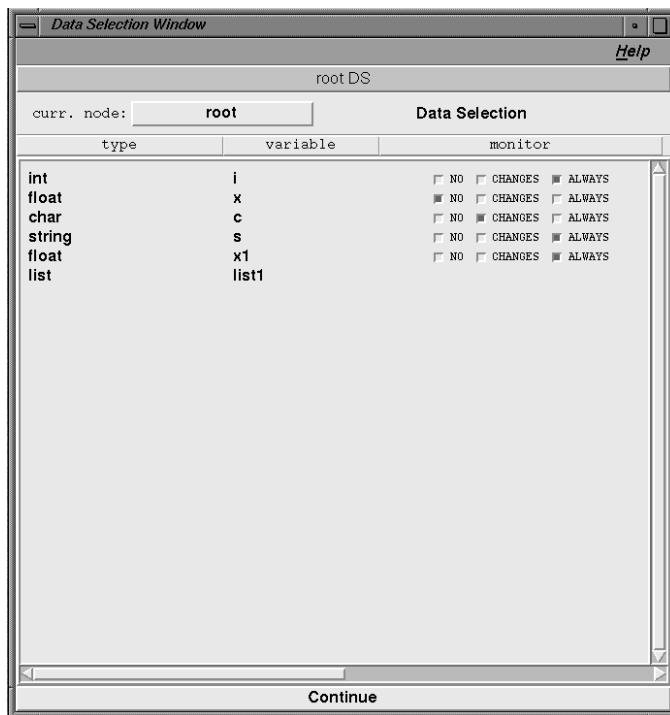 Data Selection Window
Help
root DS
curr. node: root Data Selection
type variable monitor
int i NO CHANGES ALWAYS
float x NO CHANGES ALWAYS
char c NO CHANGES ALWAYS
string s NO CHANGES ALWAYS
float x1 NO CHANGES ALWAYS
list list1
Continue